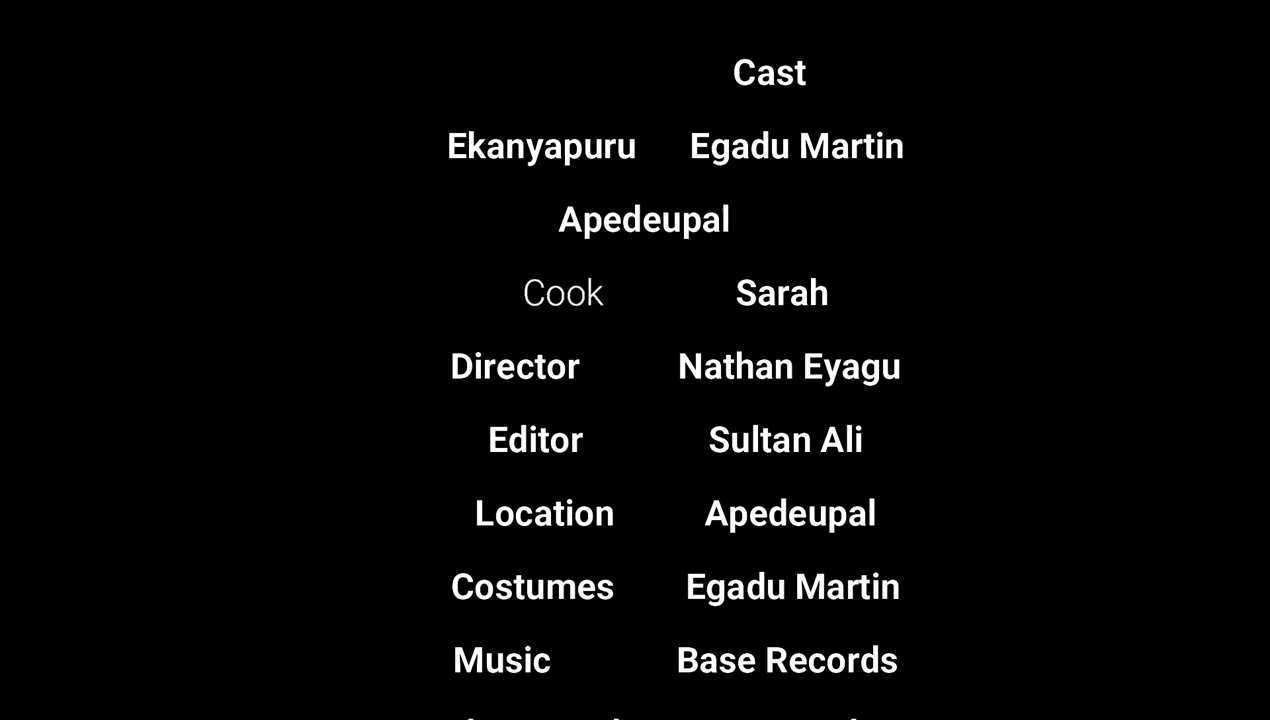 Cast
Ekanyapuru Egadu Martin
Apedeupal
Cook Sarah
Director Nathan Eyagu
Editor Sultan Ali
Location Apedeupal
Costumes Egadu Martin
Music Base Records